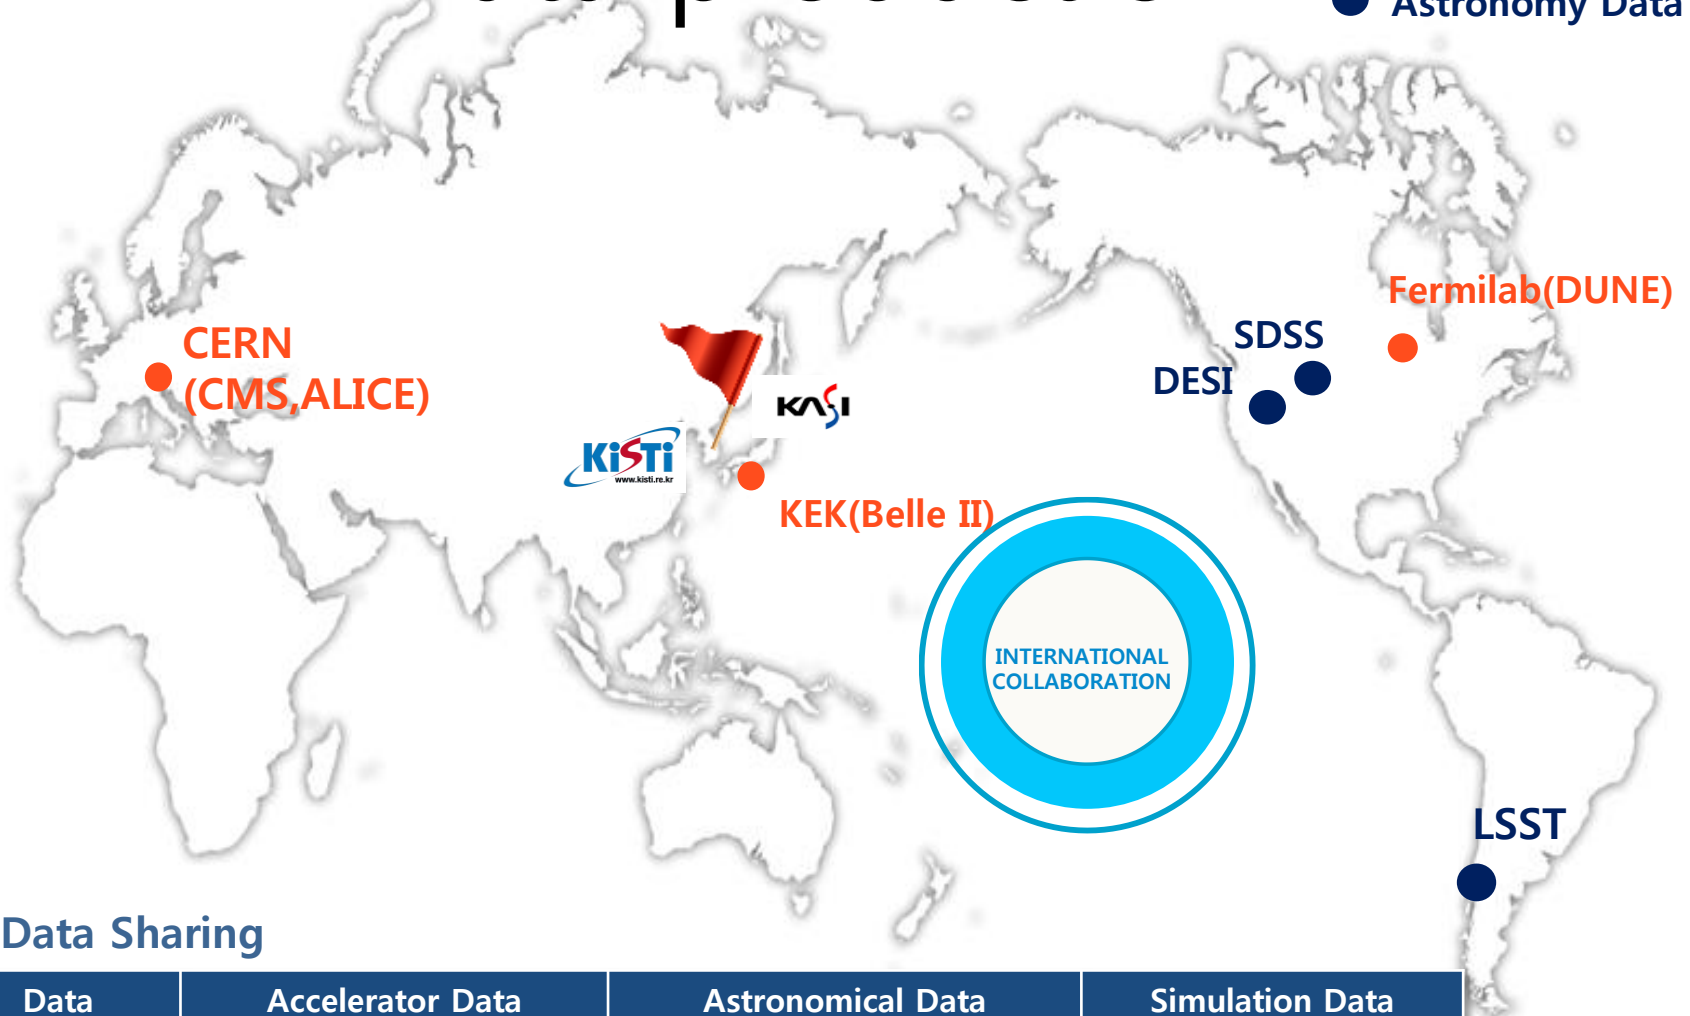 Astronomy Data
Fermilab(DUNE)
SDSS
DESI
CERN
(CMS,ALICE)
KASI
KiSTi
www.kisti.re.kr
KEK(Belle II)
INTERNATIONAL
COLLABORATION
LSST
Data Sharing
Data
Accelerator Data
Astronomical Data
Simulation Data